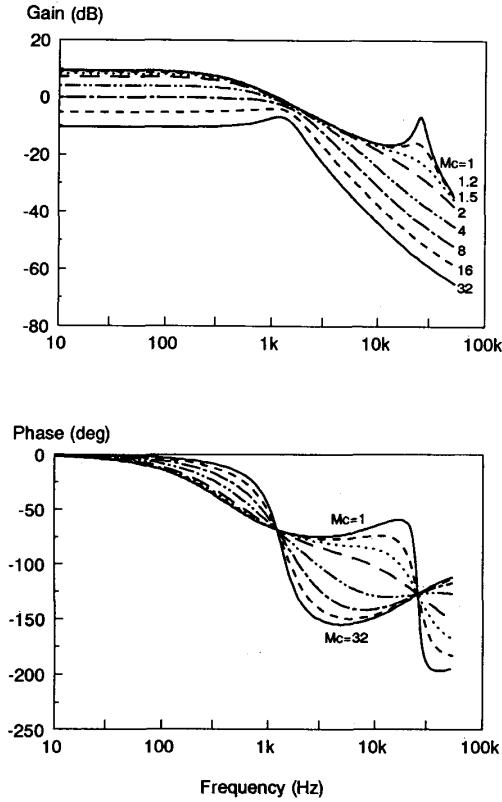 Gain (dB)
20
0
-20
-40
-60
-80
Mc=1
1.2
1.5
2
4
8
16
32
10
100
1k
10k
100k
Phase (deg)
0
-50
-100
-150
-200
-250
Mc=1
Mc=32
10
100
1k
10k
100k
Frequency (Hz)